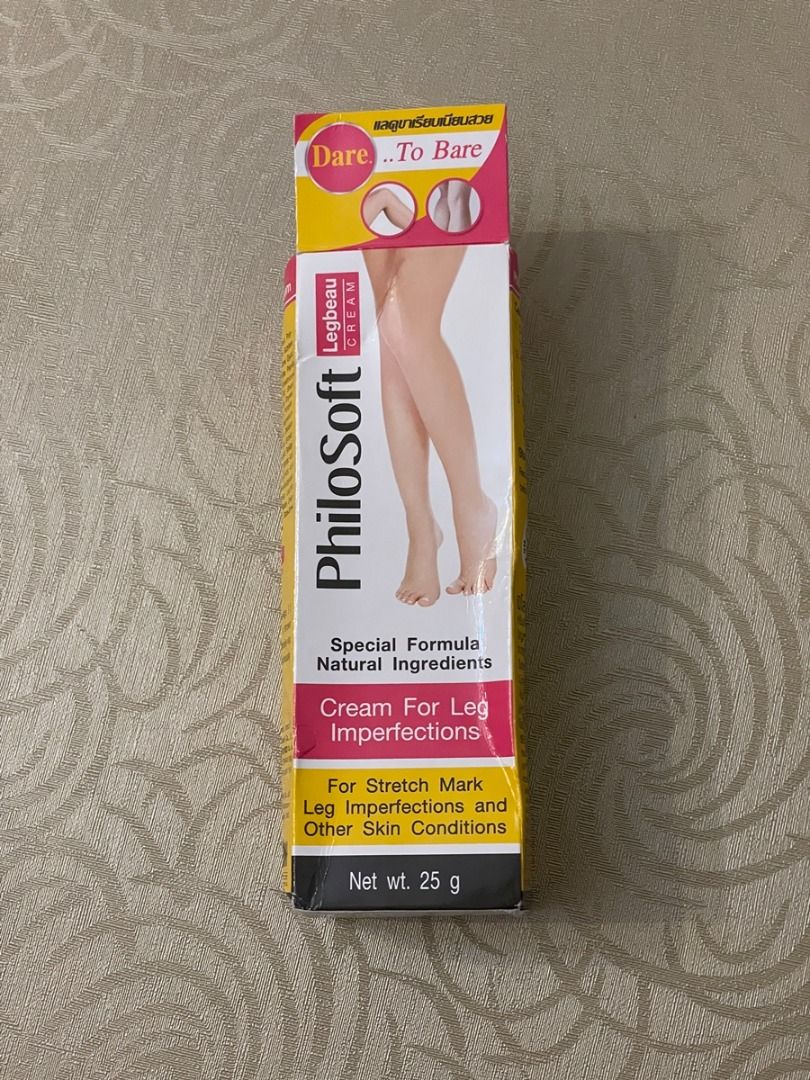 แลดูขาเรียบเนียนสวย
Dare. ..To Bare
PhiloSoft
Legbeau
CREAM
Special Formula
Natural Ingredients
Cream For Leg
Imperfections
For Stretch Mark
Leg Imperfections and
Other Skin Conditions
Net wt. 25 g